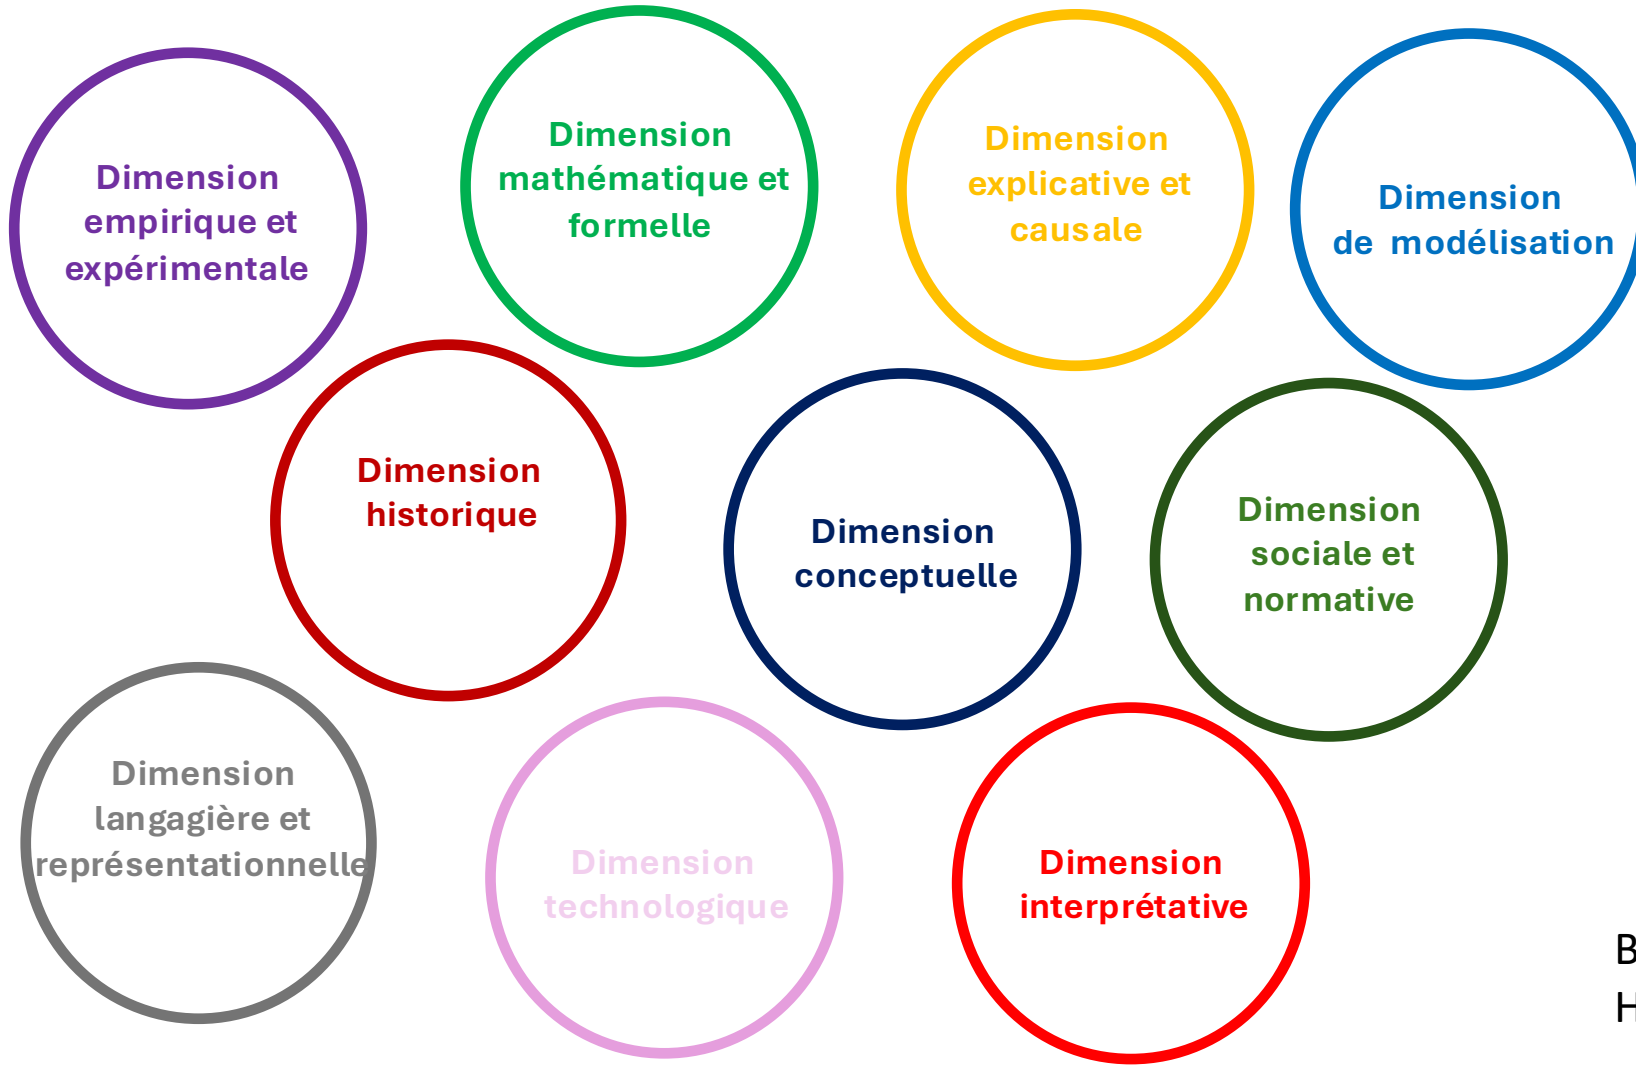 Dimension
empirique et
expérimentale
Dimension
mathématique et
formelle
Dimension
explicative et
causale
Dimension
de modélisation
Dimension
historique
Dimension
conceptuelle
Dimension
sociale et
normative
Dimension
langagière et
représentationnelle
Dimension
technologique
Dimension
interprétative
B
H